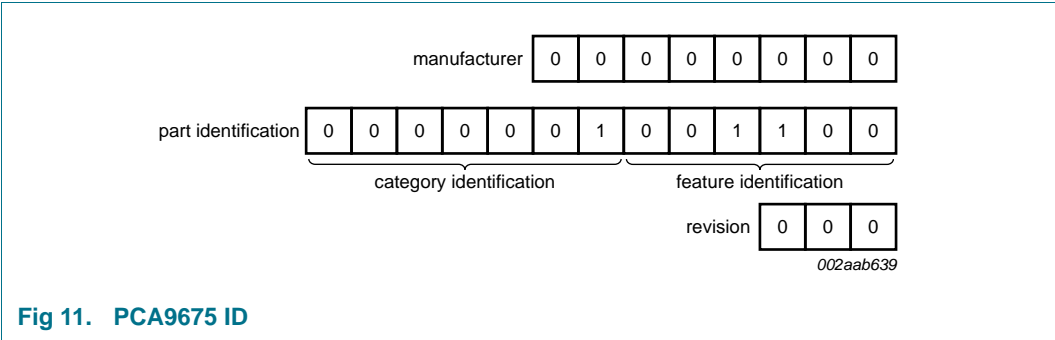 manufacturer 0 0 0 0 0 0 0 0
part identification 0 0 0 0 0 0 1 0 0 1 1 0 0
category identification feature identification
revision 0 0 0
002aab639
Fig 11. PCA9675 ID